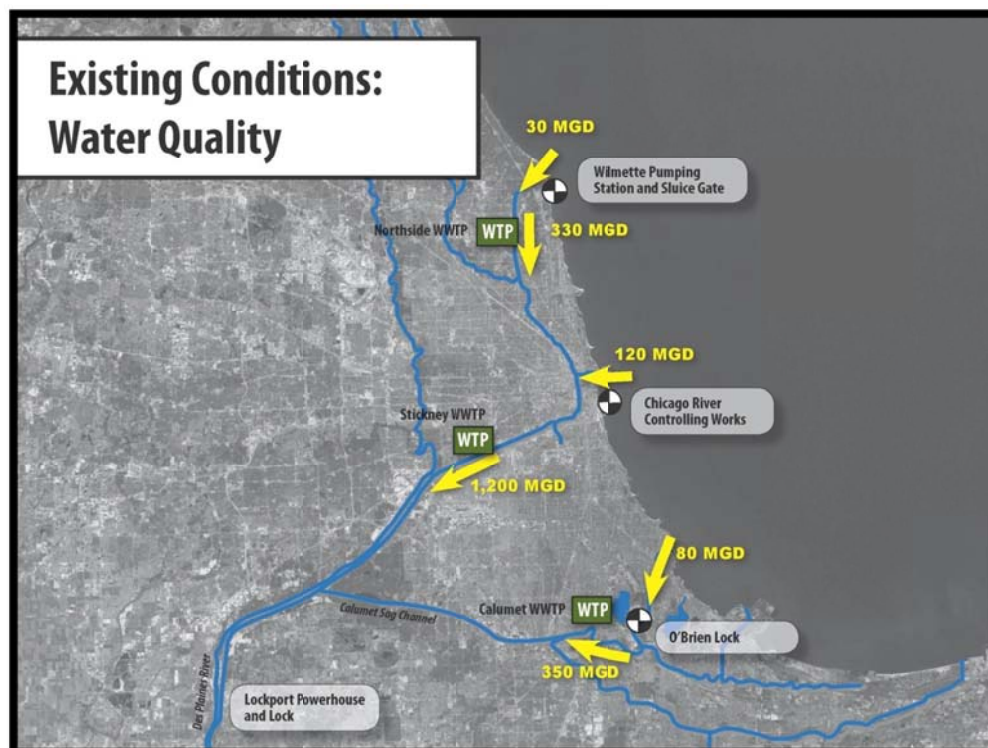 Existing Conditions:
Water Quality
30 MGD
Wilmette Pumping
Station and Sluice Gate
Northside WWTP
WTP
330 MGD
120 MGD
Chicago River
Controlling Works
Stickney WWTP
WTP
1,200 MGD
80 MGD
Calumet Sag Channel
Calumet WWTP
WTP
O'Brien Lock
350 MGD
Des Plaines River
Lockport Powerhouse
and Lock